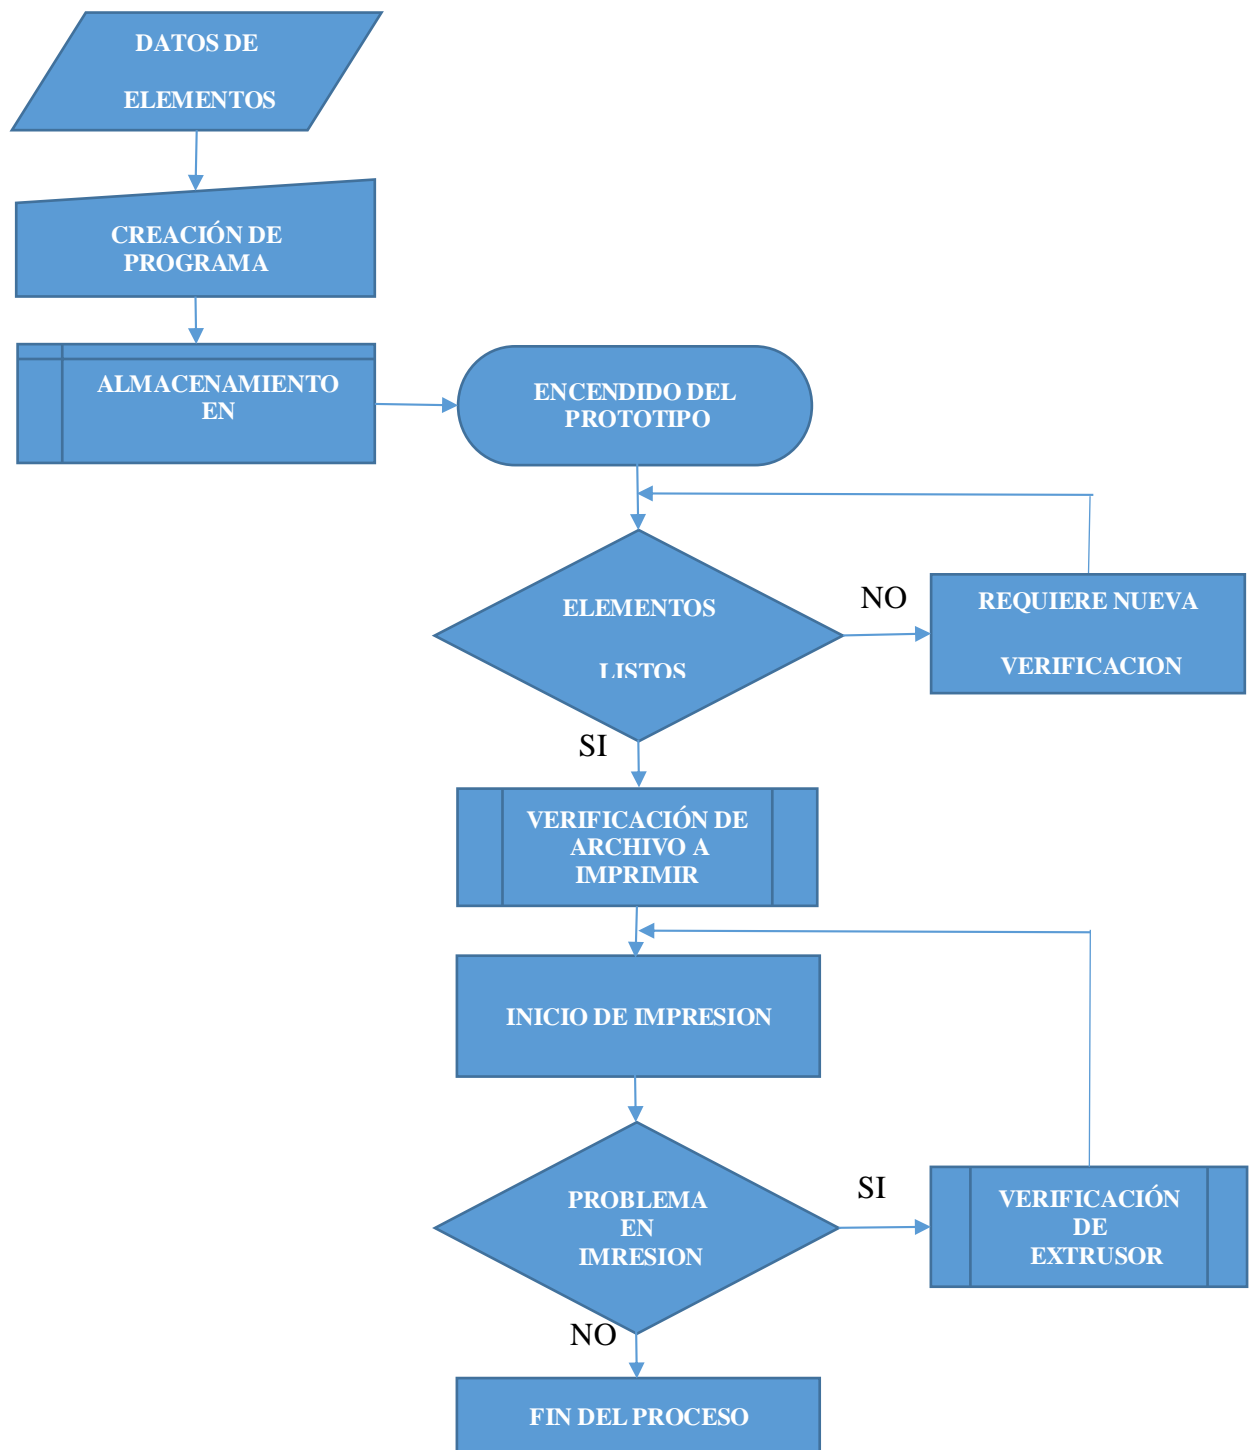 DATOS DE
ELEMENTOS
CREACIÓN DE
PROGRAMA
ALMACENAMIENTO
EN
ENCENDIDO DEL
PROTOTIPO
ELEMENTOS
LISTOS
NO
REQUIERE NUEVA
VERIFICACION
SI
VERIFICACIÓN DE
ARCHIVO A
IMPRIMIR
INICIO DE IMPRESION
PROBLEMA
EN
IMRESION
SI
VERIFICACIÓN
DE
EXTRUSOR
NO
FIN DEL PROCESO